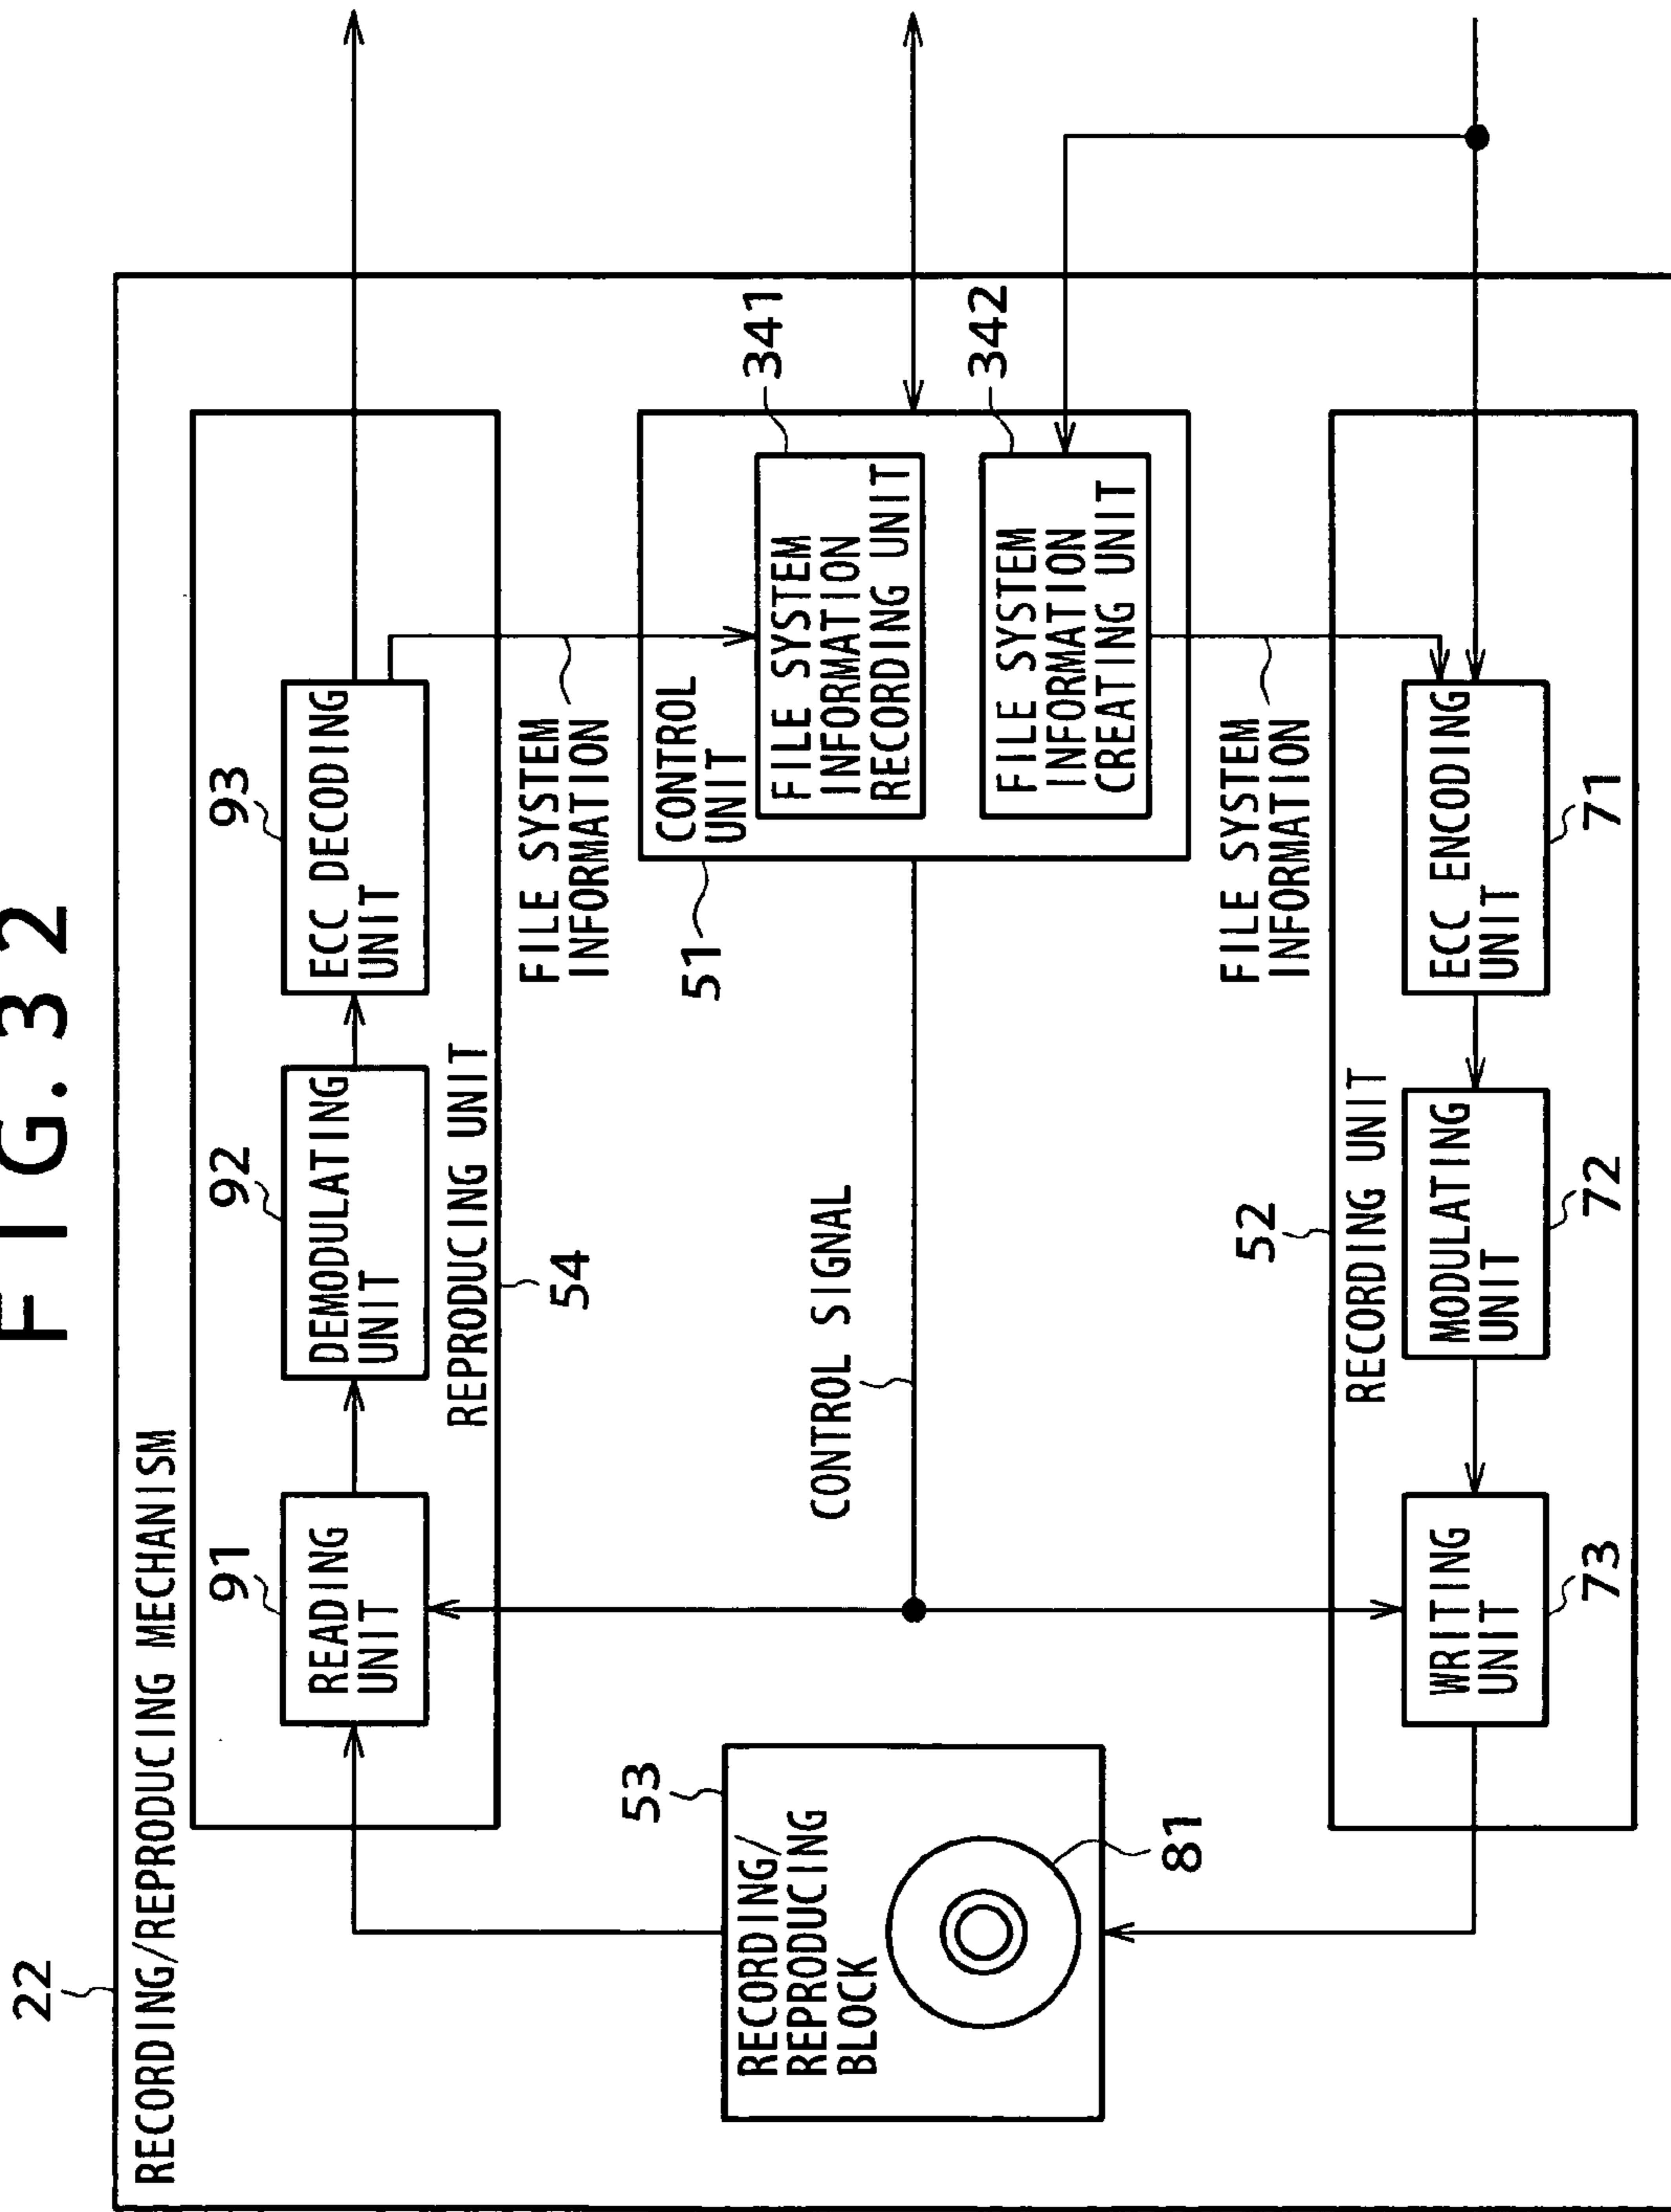 FIG. 32
22
RECORDING/REPRODUCING MECHANISM
91
READING
UNIT
92
DEMODULATING
UNIT
93
ECC DECODING
UNIT
REPRODUCING UNIT
54
FILE SYSTEM
INFORMATION
53
RECORDING/
REPRODUCING
BLOCK
81
CONTROL SIGNAL
51
CONTROL
UNIT
341
FILE SYSTEM
INFORMATION
RECORDING UNIT
342
FILE SYSTEM
INFORMATION
CREATING UNIT
FILE SYSTEM
INFORMATION
52
RECORDING UNIT
WRITING
UNIT
73
MODULATING
UNIT
72
ECC ENCODING
UNIT
71